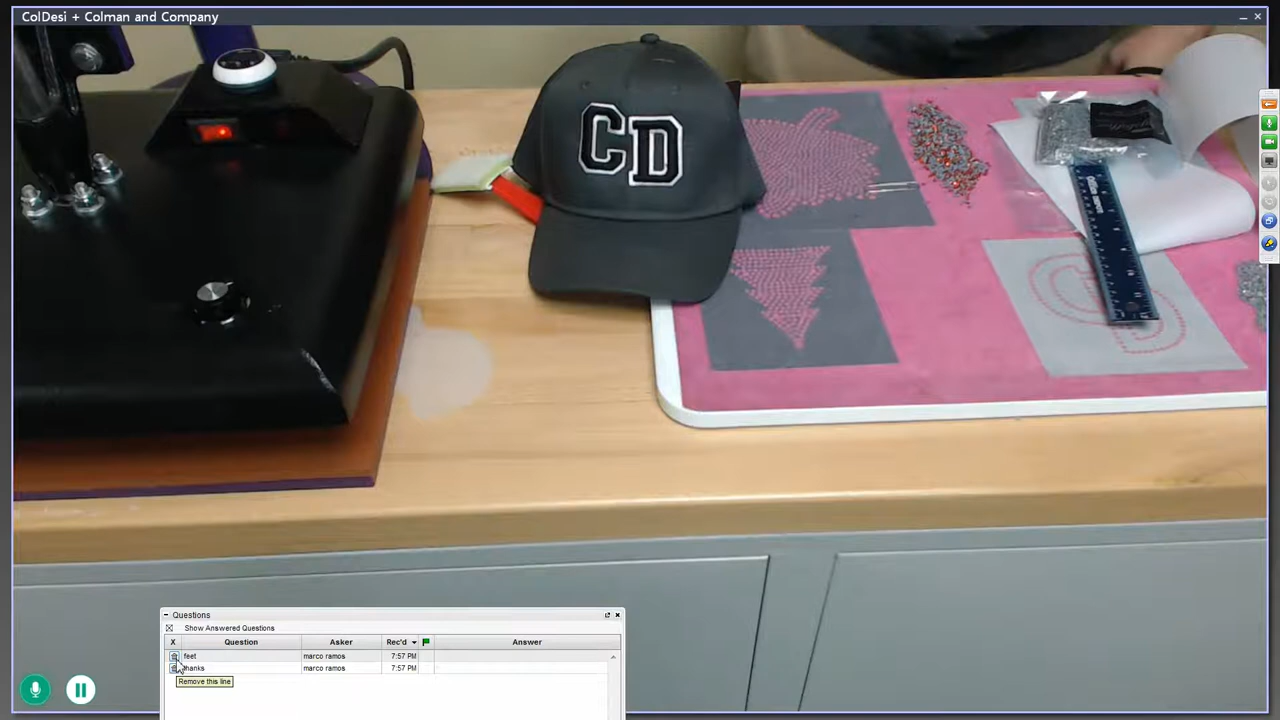 ColDesi + Colman and Company
CD
Questions
Show Answered Questions
X Question Asker Rec'd Answer
feet marco ramos 7:57 PM
thanks marco ramos 7:57 PM
Remove this line